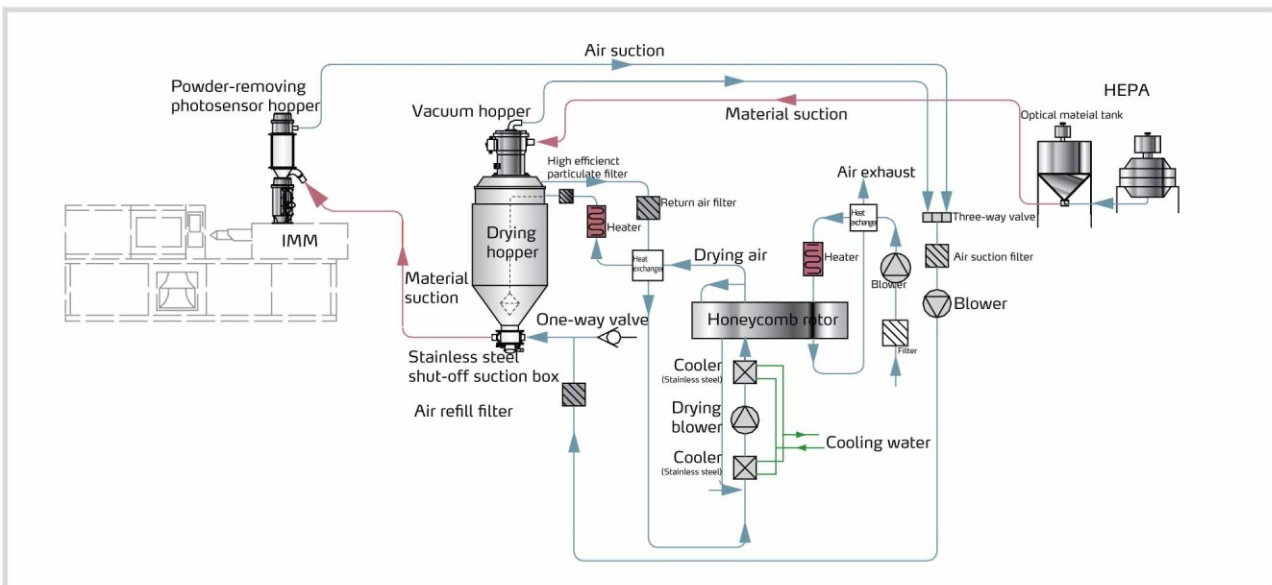 Air suction
Powder-removing
photosensor hopper
Vacuum hopper
Material suction
HEPA
Optical mateial tank
High efficienct
particulate filter
Air exhaust
Return air filter
Heat
exchanger
Three-way valve
Drying
hopper
Heater
IMM
Drying air
Heat
exchanger
Heater
Air suction filter
Blower
Material
suction
Blower
One-way valve
Honeycomb rotor
Filter
Stainless steel
shut-off suction box
Cooler
(Stainless steel)
Air refill filter
Drying
blower
Cooling water
Cooler
(Stainless steel)